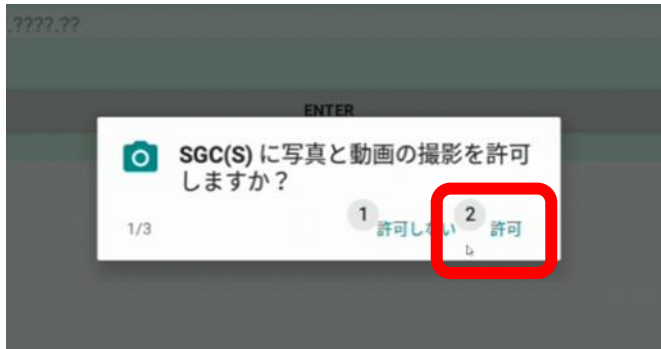 .????.??
ENTER
SGC(S) に写真と動画の撮影を許可
しますか？
1/3 1 許可しない 2 許可